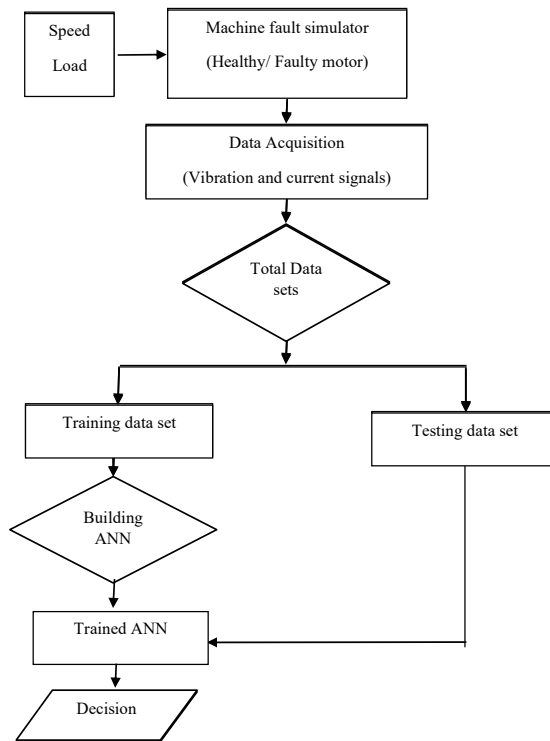 Speed
Load
Machine fault simulator
(Healthy/ Faulty motor)
Data Acquisition
(Vibration and current signals)
Total Data
sets
Training data set
Testing data set
Building
ANN
Trained ANN
Decision